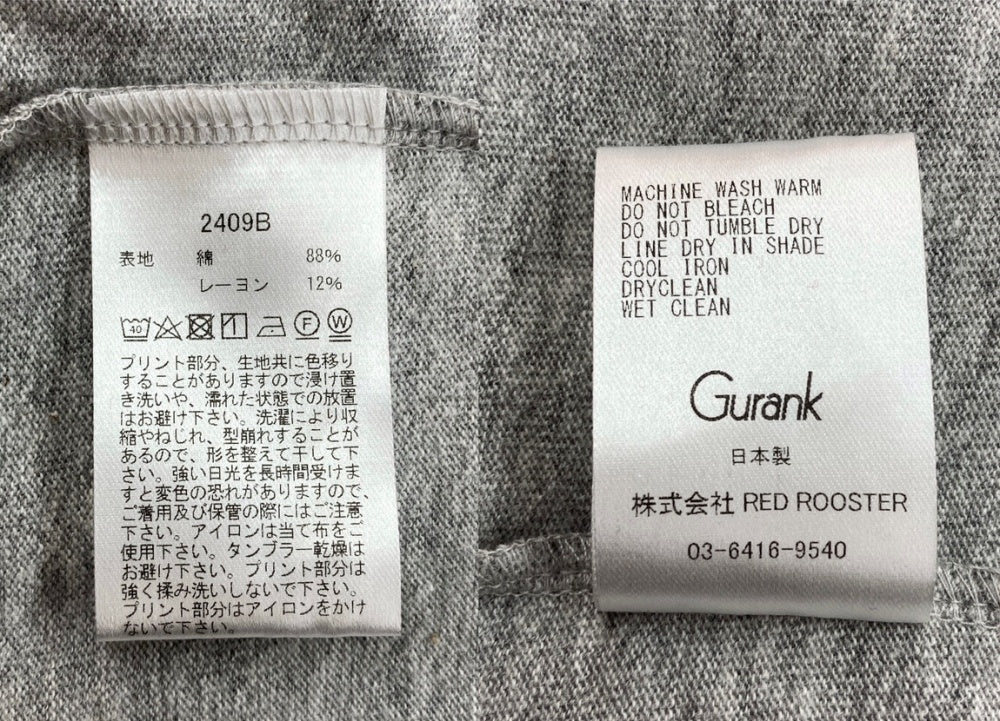 2409B
表地 綿 88%
レーヨン 12%
40 F W
プリント部分、生地共に色移り
することがありますので浸け置
き洗いや、濡れた状態での放置
はお避け下さい。洗濯により収
縮やねじれ、型崩れすることが
あるので、形を整えて干して下
さい。強い日光を長時間受けま
すと変色の恐れがありますので、
ご着用及び保管の際にはご注意
下さい。アイロンは当て布をご
使用下さい。タンブラー乾燥は
お避け下さい。プリント部分は
強く揉み洗いしないで下さい。
プリント部分はアイロンをかけ
ないで下さい。
MACHINE WASH WARM
DO NOT BLEACH
DO NOT TUMBLE DRY
LINE DRY IN SHADE
COOL IRON
DRYCLEAN
WET CLEAN
Gurank
日本製
株式会社 RED ROOSTER
03-6416-9540